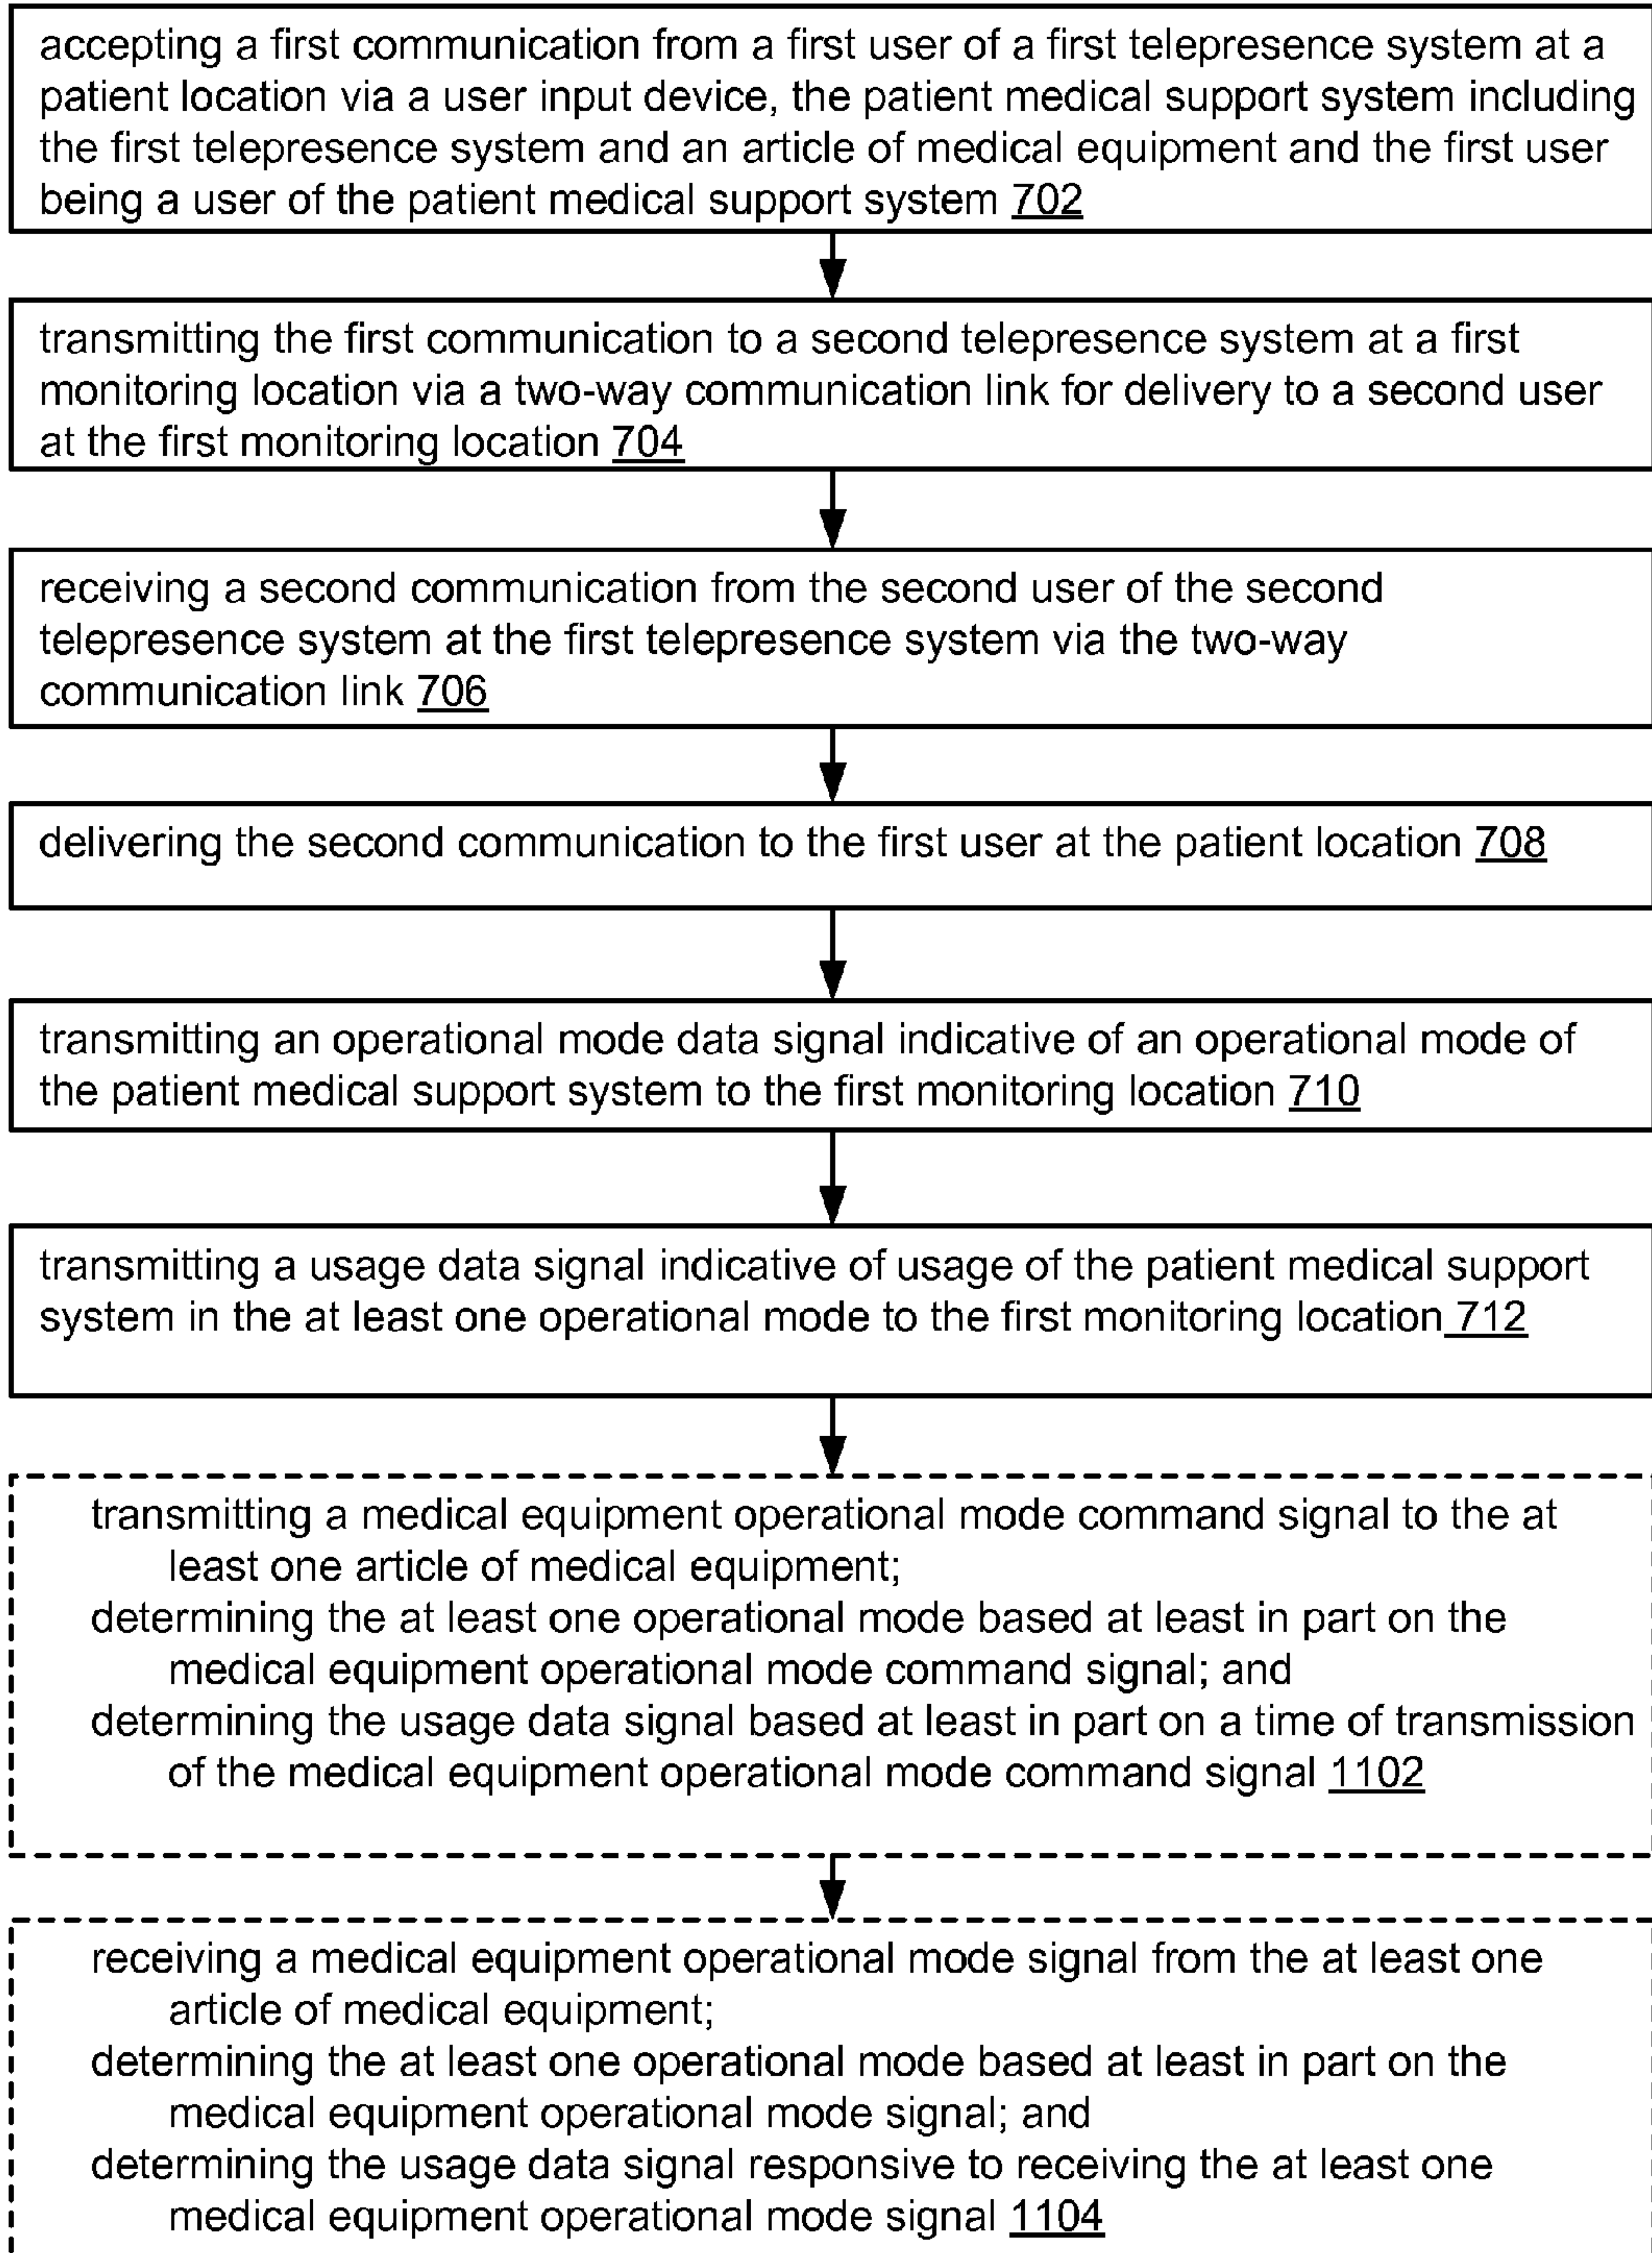 accepting a first communication from a first user of a first telepresence system at a
patient location via a user input device, the patient medical support system including
the first telepresence system and an article of medical equipment and the first user
being a user of the patient medical support system 702
transmitting the first communication to a second telepresence system at a first
monitoring location via a two-way communication link for delivery to a second user
at the first monitoring location 704
receiving a second communication from the second user of the second
telepresence system at the first telepresence system via the two-way
communication link 706
delivering the second communication to the first user at the patient location 708
transmitting an operational mode data signal indicative of an operational mode of
the patient medical support system to the first monitoring location 710
transmitting a usage data signal indicative of usage of the patient medical support
system in the at least one operational mode to the first monitoring location 712
transmitting a medical equipment operational mode command signal to the at
least one article of medical equipment;
determining the at least one operational mode based at least in part on the
medical equipment operational mode command signal; and
determining the usage data signal based at least in part on a time of transmission
of the medical equipment operational mode command signal 1102
receiving a medical equipment operational mode signal from the at least one
article of medical equipment;
determining the at least one operational mode based at least in part on the
medical equipment operational mode signal; and
determining the usage data signal responsive to receiving the at least one
medical equipment operational mode signal 1104